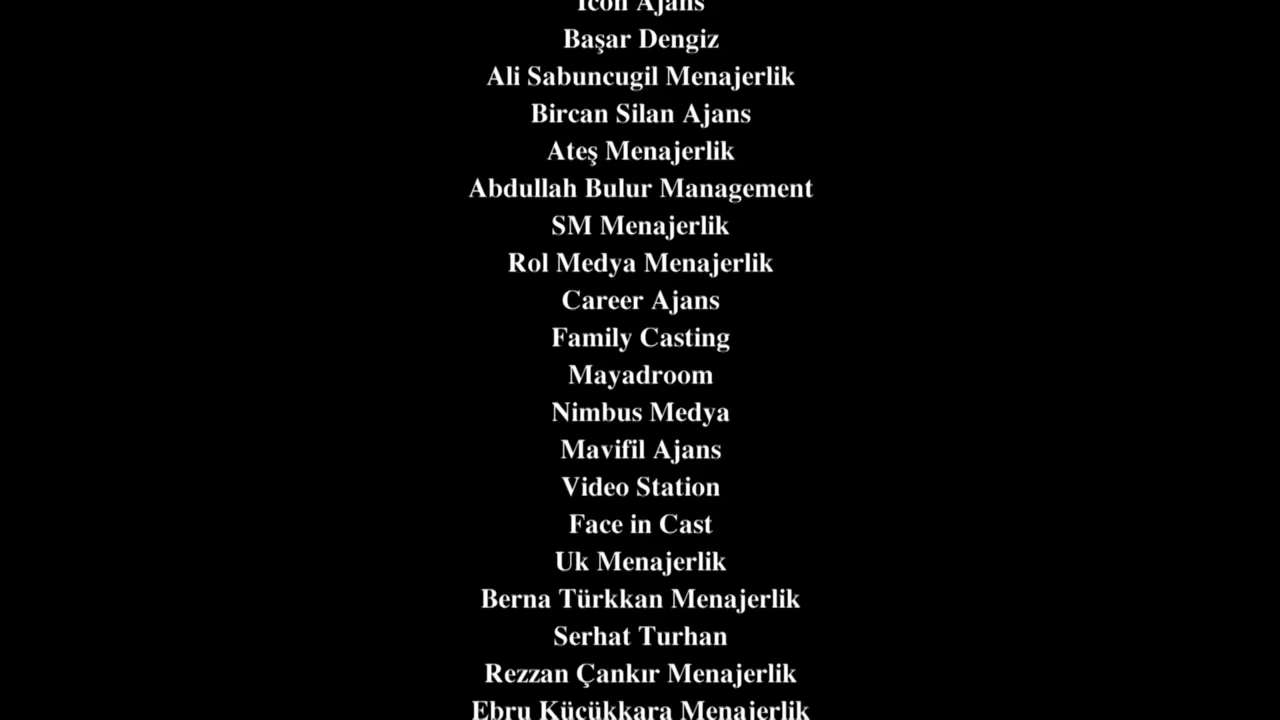 Icon Ajans
Başar Dengiz
Ali Sabuncugil Menajerlik
Bircan Silan Ajans
Ateş Menajerlik
Abdullah Bulur Management
SM Menajerlik
Rol Medya Menajerlik
Career Ajans
Family Casting
Mayadroom
Nimbus Medya
Mavifil Ajans
Video Station
Face in Cast
Uk Menajerlik
Berna Türkkan Menajerlik
Serhat Turhan
Rezzan Çankır Menajerlik
Ebru Küçükkara Menajerlik